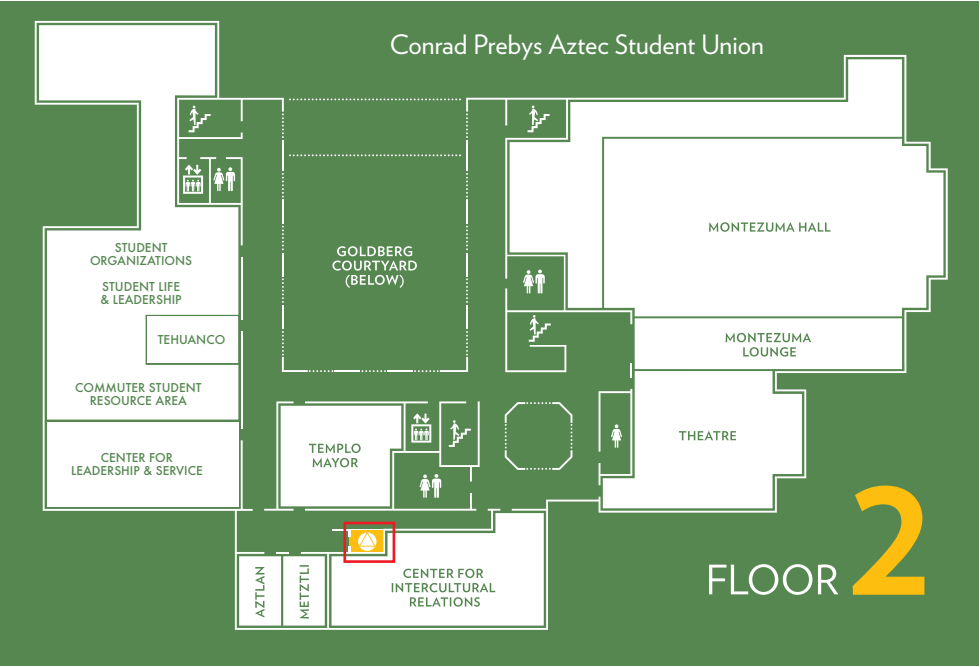 Conrad Prebys Aztec Student Union
STUDENT
ORGANIZATIONS
STUDENT LIFE
& LEADERSHIP
TEHUANCO
COMMUTER STUDENT
RESOURCE AREA
CENTER FOR
LEADERSHIP & SERVICE
GOLDBERG
COURTYARD
(BELOW)
MONTEZUMA HALL
MONTEZUMA
LOUNGE
THEATRE
TEMPLO
MAYOR
AZTLAN
METZTLI
CENTER FOR
INTERCULTURAL
RELATIONS
FLOOR 2